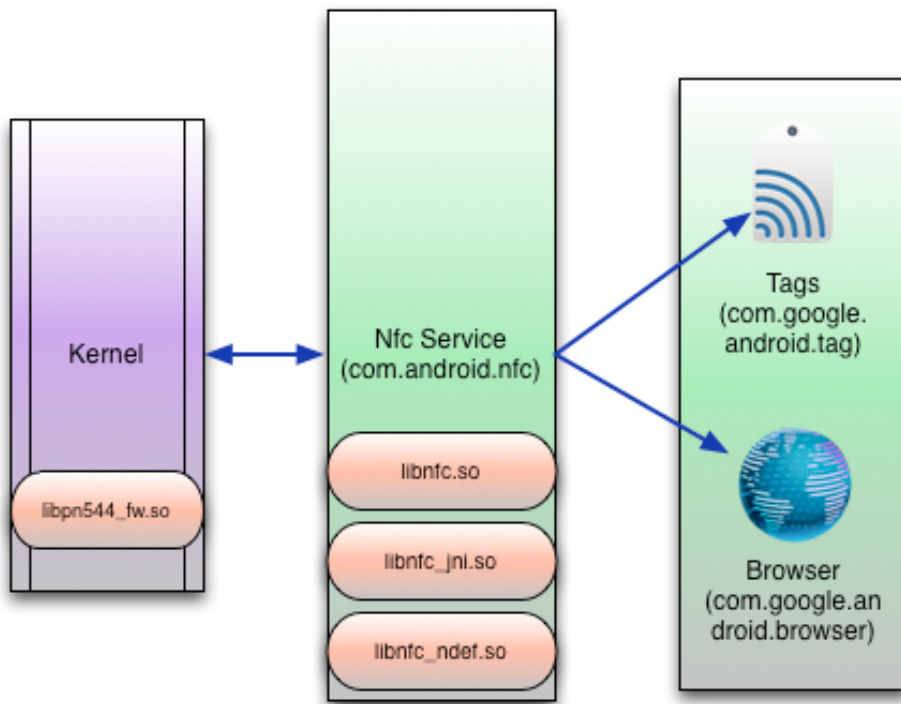 Kernel
libpn544_fw.so
Nfc Service
(com.android.nfc)
libnfc.so
libnfc_jni.so
libnfc_ndef.so
Tags
(com.google.
android.tag)
Browser
(com.google.an
droid.browser)